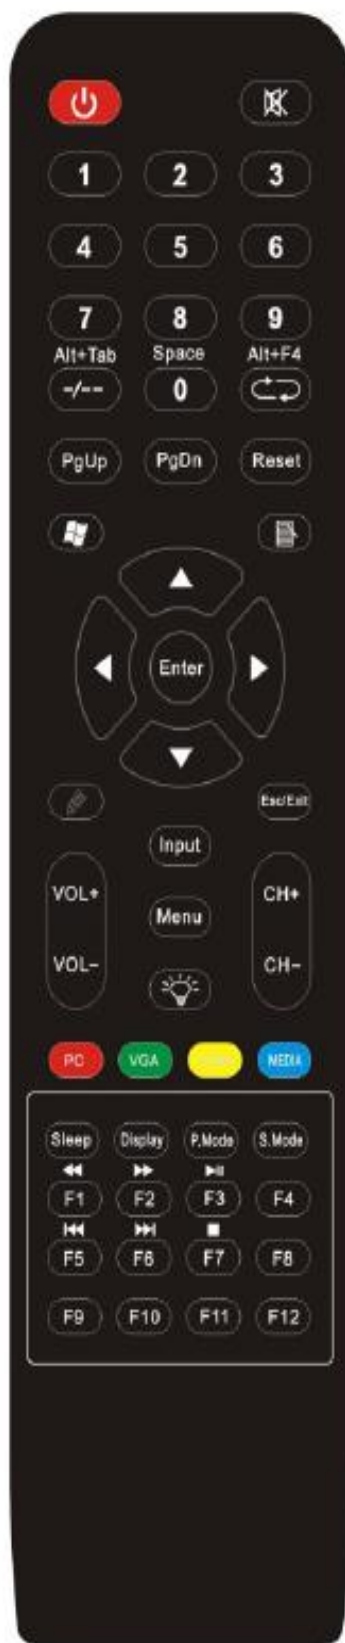 1 2 3
4 5 6
7 8 9
Alt+Tab Space Alt+F4
-/-- 0
PgUp PgDn Reset
Enter
Esc/Exit
Input
VOL+ CH+
Menu
VOL- CH-
PC VGA MEDIA
Sleep Display P.Mode S.Mode
F1 F2 F3 F4
F5 F6 F7 F8
F9 F10 F11 F12